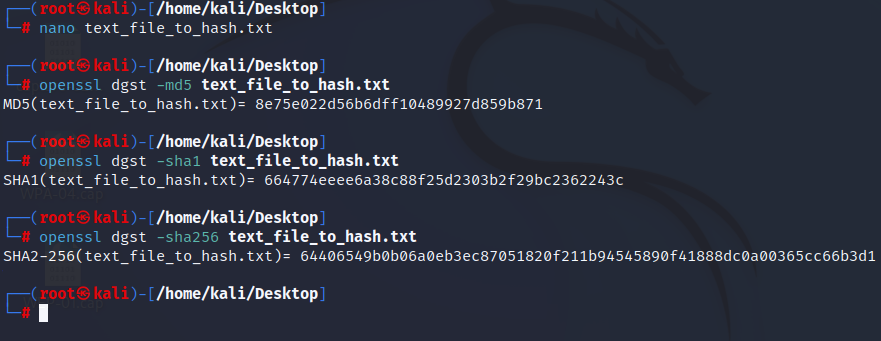 ┌──(root㉿kali)-[/home/kali/Desktop]
└─# nano text_file_to_hash.txt
┌──(root㉿kali)-[/home/kali/Desktop]
└─# openssl dgst -md5 text_file_to_hash.txt
MD5(text_file_to_hash.txt)= 8e75e022d56b6dff10489927d859b871
┌──(root㉿kali)-[/home/kali/Desktop]
└─# openssl dgst -sha1 text_file_to_hash.txt
SHA1(text_file_to_hash.txt)= 664774eeee6a38c88f25d2303b2f29bc2362243c
┌──(root㉿kali)-[/home/kali/Desktop]
└─# openssl dgst -sha256 text_file_to_hash.txt
SHA2-256(text_file_to_hash.txt)= 64406549b0b06a0eb3ec87051820f211b94545890f41888dc0a00365cc66b3d1
┌──(root㉿kali)-[/home/kali/Desktop]
└─#